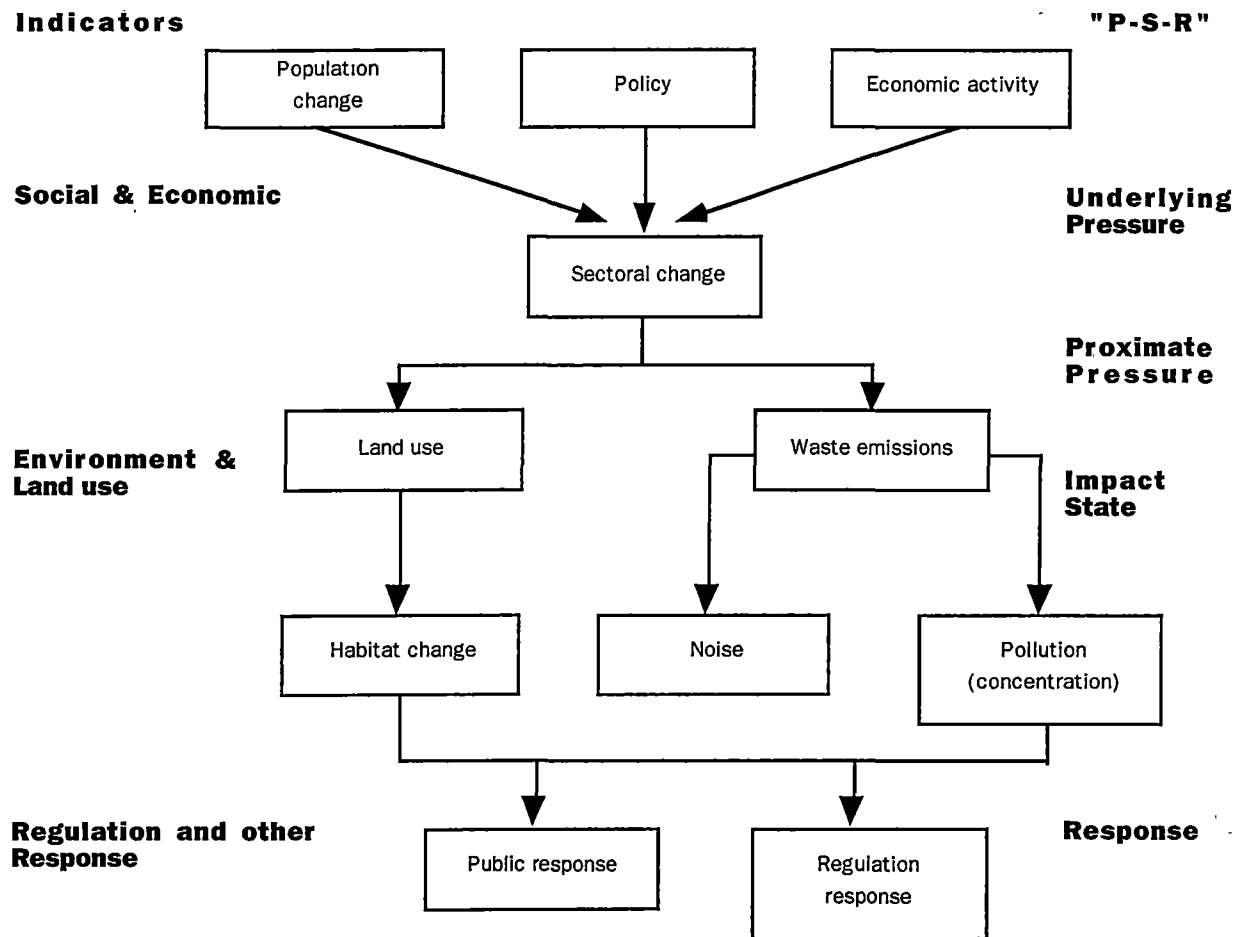 Indicators
"P-S-R"
Population
change
Policy
Economic activity
Social & Economic
Underlying
Pressure
Sectoral change
Proximate
Pressure
Land use
Waste emissions
Environment &
Land use
Impact
State
Habitat change
Noise
Pollution
(concentration)
Regulation and other
Response
Public response
Regulation
response
Response